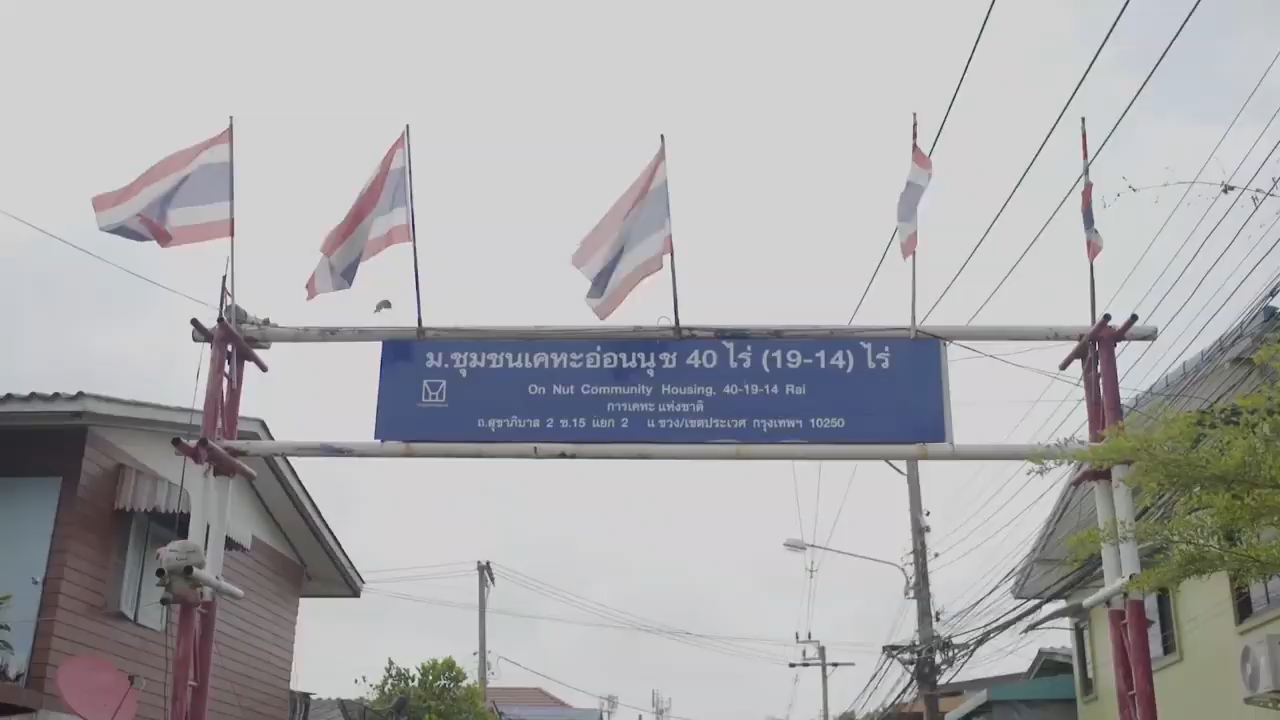 ม.ชุมชนเคหะอ่อนนุช 40 ไร่ (19-14) ไร่
On Nut Community Housing, 40-19-14 Rai
การเคหะ แห่งชาติ
ถ.สุขาภิบาล 2 ซ.15 แยก 2 แขวง/เขตประเวศ กรุงเทพฯ 10250